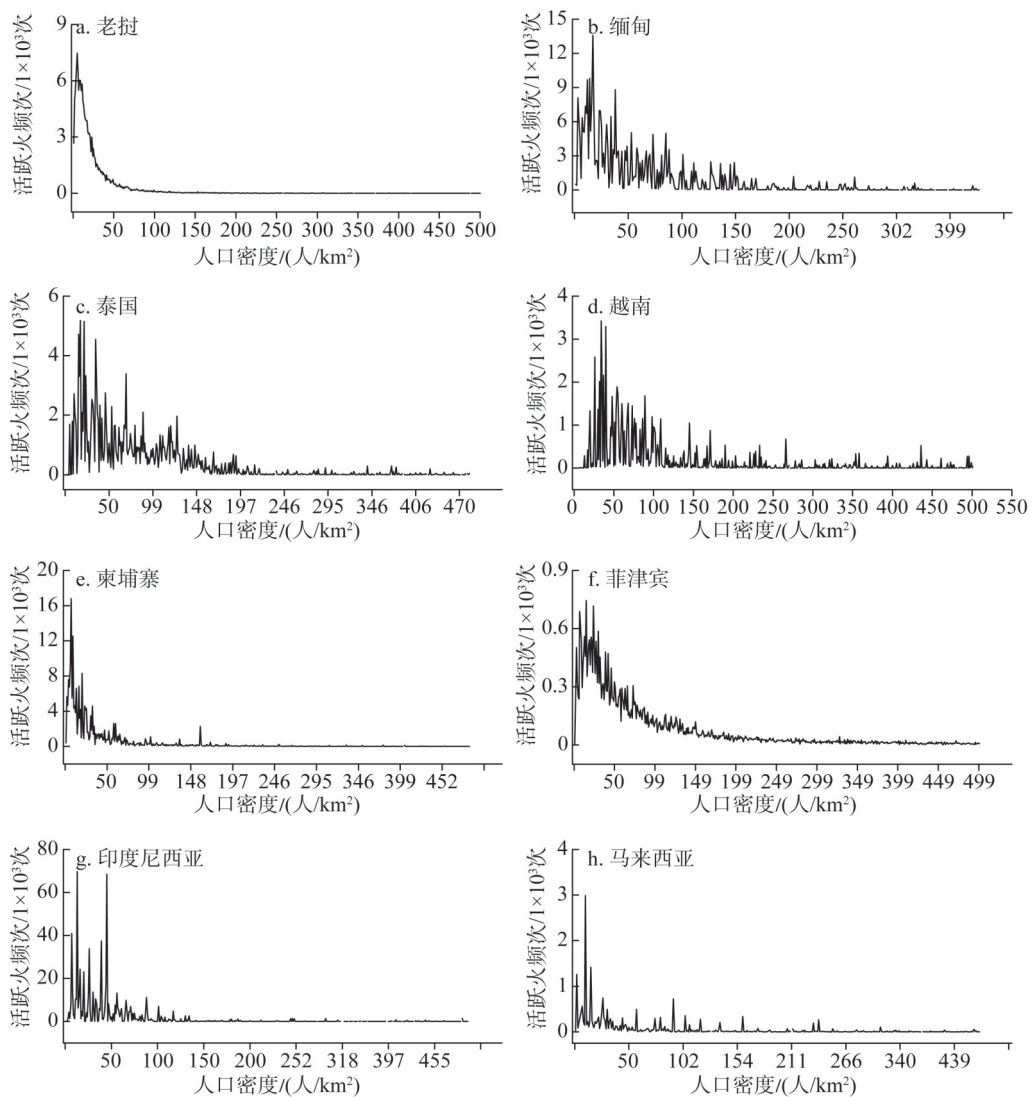 a. 老挝
活跃火频次/1×10³次
9
6
3
0
50 100 150 200 250 300 350 400 450 500
人口密度/(人/km²)
b. 缅甸
活跃火频次/1×10³次
15
12
9
6
3
0
50 100 150 200 250 302 399
人口密度/(人/km²)
c. 泰国
活跃火频次/1×10³次
6
4
2
0
50 99 148 197 246 295 346 406 470
人口密度/(人/km²)
d. 越南
活跃火频次/1×10³次
4
3
2
1
0
0 50 100 150 200 250 300 350 400 450 500 550
人口密度/(人/km²)
e. 柬埔寨
活跃火频次/1×10³次
20
16
12
8
4
0
50 99 148 197 246 295 346 399 452
人口密度/(人/km²)
f. 菲津宾
活跃火频次/1×10³次
0.9
0.6
0.3
0
50 99 149 199 249 299 349 399 449 499
人口密度/(人/km²)
g. 印度尼西亚
活跃火频次/1×10³次
80
60
40
20
0
50 100 150 200 252 318 397 455
人口密度/(人/km²)
h. 马来西亚
活跃火频次/1×10³次
4
3
2
1
0
50 102 154 211 266 340 439
人口密度/(人/km²)